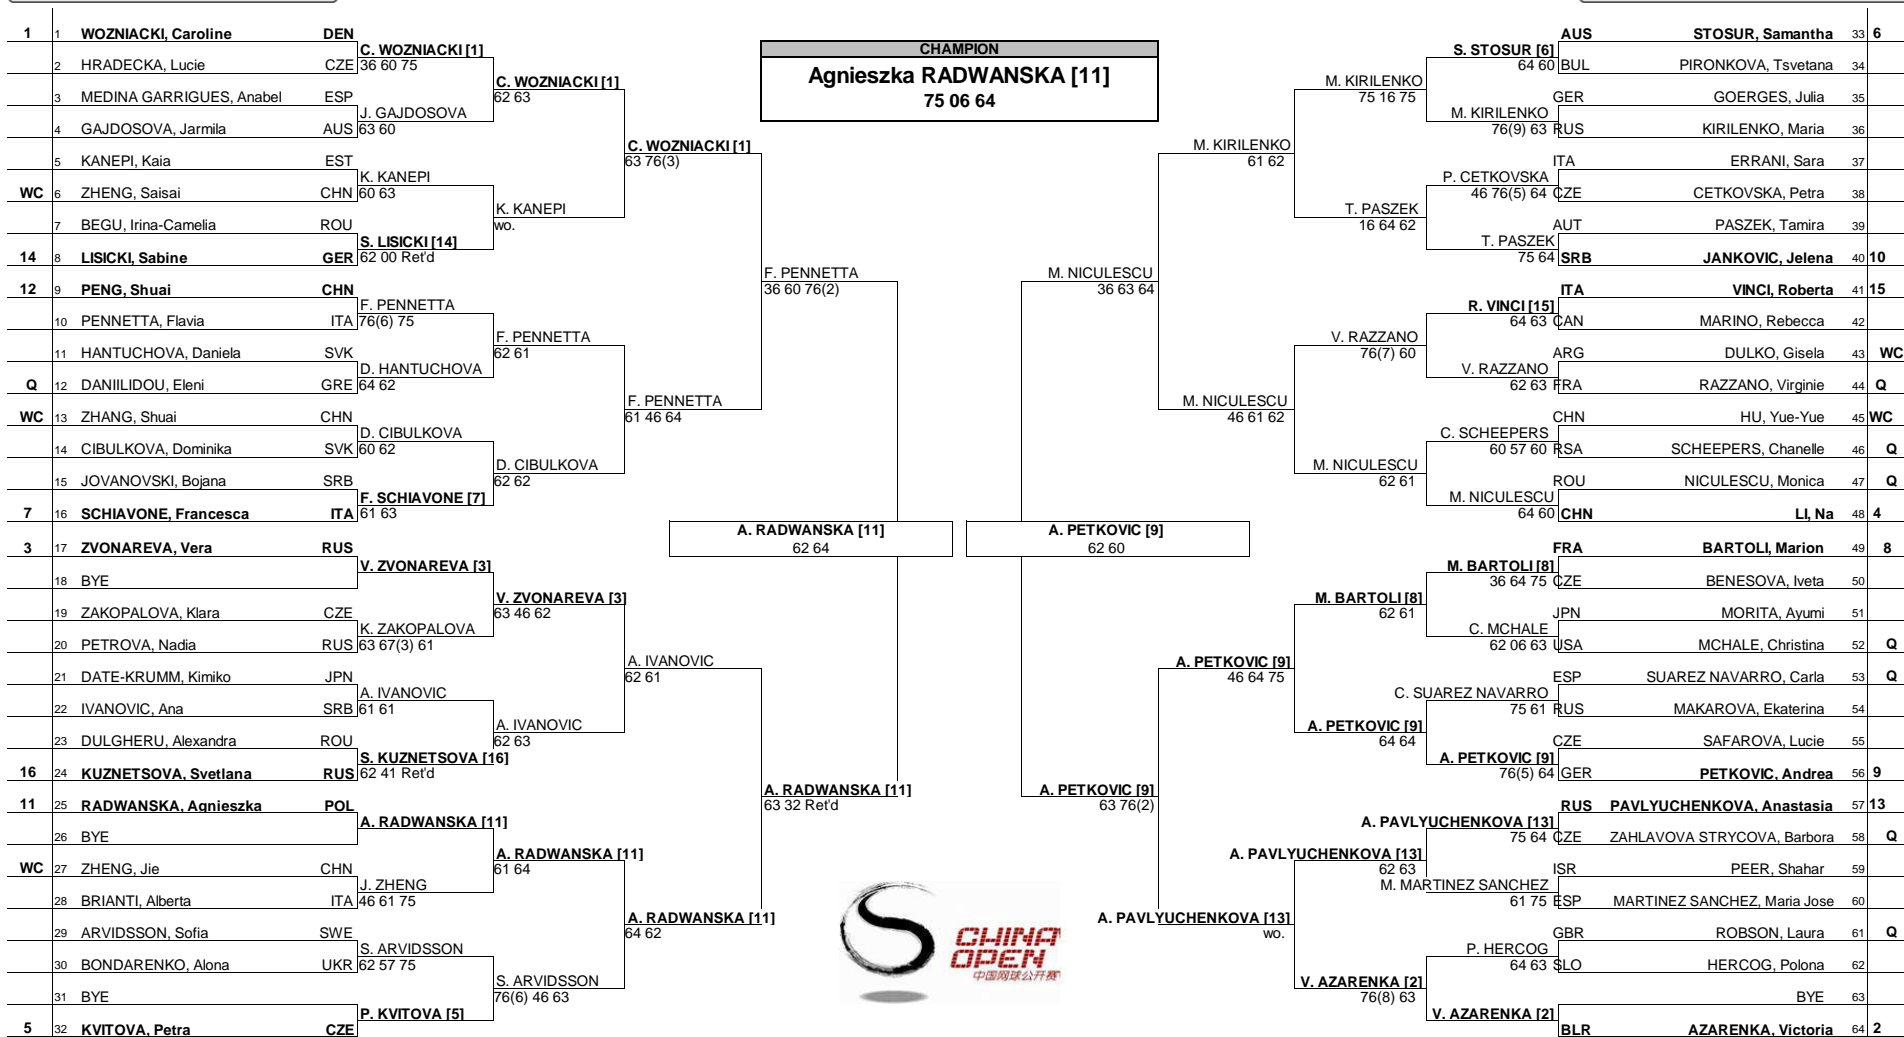 1 1 WOZNIACKI, Caroline DEN
2 HRADECKA, Lucie CZE
3 MEDINA GARRIGUES, Anabel ESP
4 GAJDOSOVA, Jarmila AUS
5 KANEPI, Kaia EST
WC 6 ZHENG, Saisai CHN
7 BEGU, Irina-Camelia ROU
14 8 LISICKI, Sabine GER
12 9 PENG, Shuai CHN
10 PENNETTA, Flavia ITA
11 HANTUCHOVA, Daniela SVK
Q 12 DANIILIDOU, Eleni GRE
WC 13 ZHANG, Shuai CHN
14 CIBULKOVA, Dominika SVK
15 JOVANOVSKI, Bojana SRB
7 16 SCHIAVONE, Francesca ITA
3 17 ZVONAREVA, Vera RUS
18 BYE
19 ZAKOPALOVA, Klara CZE
20 PETROVA, Nadia RUS
21 DATE-KRUMM, Kimiko JPN
22 IVANOVIC, Ana SRB
23 DULGHERU, Alexandra ROU
16 24 KUZNETSOVA, Svetlana RUS
11 25 RADWANSKA, Agnieszka POL
26 BYE
WC 27 ZHENG, Jie CHN
28 BRIANTI, Alberta ITA
29 ARVIDSSON, Sofia SWE
30 BONDARENKO, Alona UKR
31 BYE
5 32 KVITOVA, Petra CZE
C. WOZNIACKI [1]
36 60 75
J. GAJDOSOVA
63 60
K. KANEPI
60 63
S. LISICKI [14]
62 00 Ret'd
F. PENNETTA
76(6) 75
D. HANTUCHOVA
64 62
D. CIBULKOVA
60 62
F. SCHIAVONE [7]
61 63
V. ZVONAREVA [3]
K. ZAKOPALOVA
63 67(3) 61
A. IVANOVIC
61 61
S. KUZNETSOVA [16]
62 41 Ret'd
A. RADWANSKA [11]
J. ZHENG
46 61 75
S. ARVIDSSON
62 57 75
P. KVITOVA [5]
C. WOZNIACKI [1]
62 63
K. KANEPI
wo.
F. PENNETTA
62 61
D. CIBULKOVA
62 62
V. ZVONAREVA [3]
63 46 62
A. IVANOVIC
62 63
A. RADWANSKA [11]
61 64
S. ARVIDSSON
76(6) 46 63
C. WOZNIACKI [1]
63 76(3)
F. PENNETTA
61 46 64
A. IVANOVIC
62 61
A. RADWANSKA [11]
64 62
F. PENNETTA
36 60 76(2)
A. RADWANSKA [11]
63 32 Ret'd
A. RADWANSKA [11]
62 64
CHAMPION
Agnieszka RADWANSKA [11]
75 06 64
A. PETKOVIC [9]
62 60
M. NICULESCU
36 63 64
A. PETKOVIC [9]
63 76(2)
M. KIRILENKO
61 62
M. NICULESCU
46 61 62
A. PETKOVIC [9]
46 64 75
A. PAVLYUCHENKOVA [13]
wo.
M. KIRILENKO
75 16 75
T. PASZEK
16 64 62
V. RAZZANO
76(7) 60
M. NICULESCU
62 61
M. BARTOLI [8]
62 61
A. PETKOVIC [9]
64 64
A. PAVLYUCHENKOVA [13]
62 63
V. AZARENKA [2]
76(8) 63
S. STOSUR [6]
64 60
M. KIRILENKO
76(9) 63
P. CETKOVSKA
46 76(5) 64
T. PASZEK
75 64
R. VINCI [15]
64 63
V. RAZZANO
62 63
C. SCHEEPERS
60 57 60
M. NICULESCU
64 60
M. BARTOLI [8]
36 64 75
C. MCHALE
62 06 63
C. SUAREZ NAVARRO
75 61
A. PETKOVIC [9]
76(5) 64
A. PAVLYUCHENKOVA [13]
75 64
M. MARTINEZ SANCHEZ
61 75
P. HERCOG
64 63
V. AZARENKA [2]
AUS STOSUR, Samantha 33 6
BUL PIRONKOVA, Tsvetana 34
GER GOERGES, Julia 35
RUS KIRILENKO, Maria 36
ITA ERRANI, Sara 37
CZE CETKOVSKA, Petra 38
AUT PASZEK, Tamira 39
SRB JANKOVIC, Jelena 40 10
ITA VINCI, Roberta 41 15
CAN MARINO, Rebecca 42
ARG DULKO, Gisela 43 WC
FRA RAZZANO, Virginie 44 Q
CHN HU, Yue-Yue 45 WC
RSA SCHEEPERS, Chanelle 46 Q
ROU NICULESCU, Monica 47 Q
CHN LI, Na 48 4
FRA BARTOLI, Marion 49 8
CZE BENESOVA, Iveta 50
JPN MORITA, Ayumi 51
USA MCHALE, Christina 52 Q
ESP SUAREZ NAVARRO, Carla 53 Q
RUS MAKAROVA, Ekaterina 54
CZE SAFAROVA, Lucie 55
GER PETKOVIC, Andrea 56 9
RUS PAVLYUCHENKOVA, Anastasia 57 13
CZE ZAHLAVOVA STRYCOVA, Barbora 58 Q
ISR PEER, Shahar 59
ESP MARTINEZ SANCHEZ, Maria Jose 60
GBR ROBSON, Laura 61 Q
SLO HERCOG, Polona 62
BYE 63
BLR AZARENKA, Victoria 64 2
CHINA
OPEN
中国网球公开赛